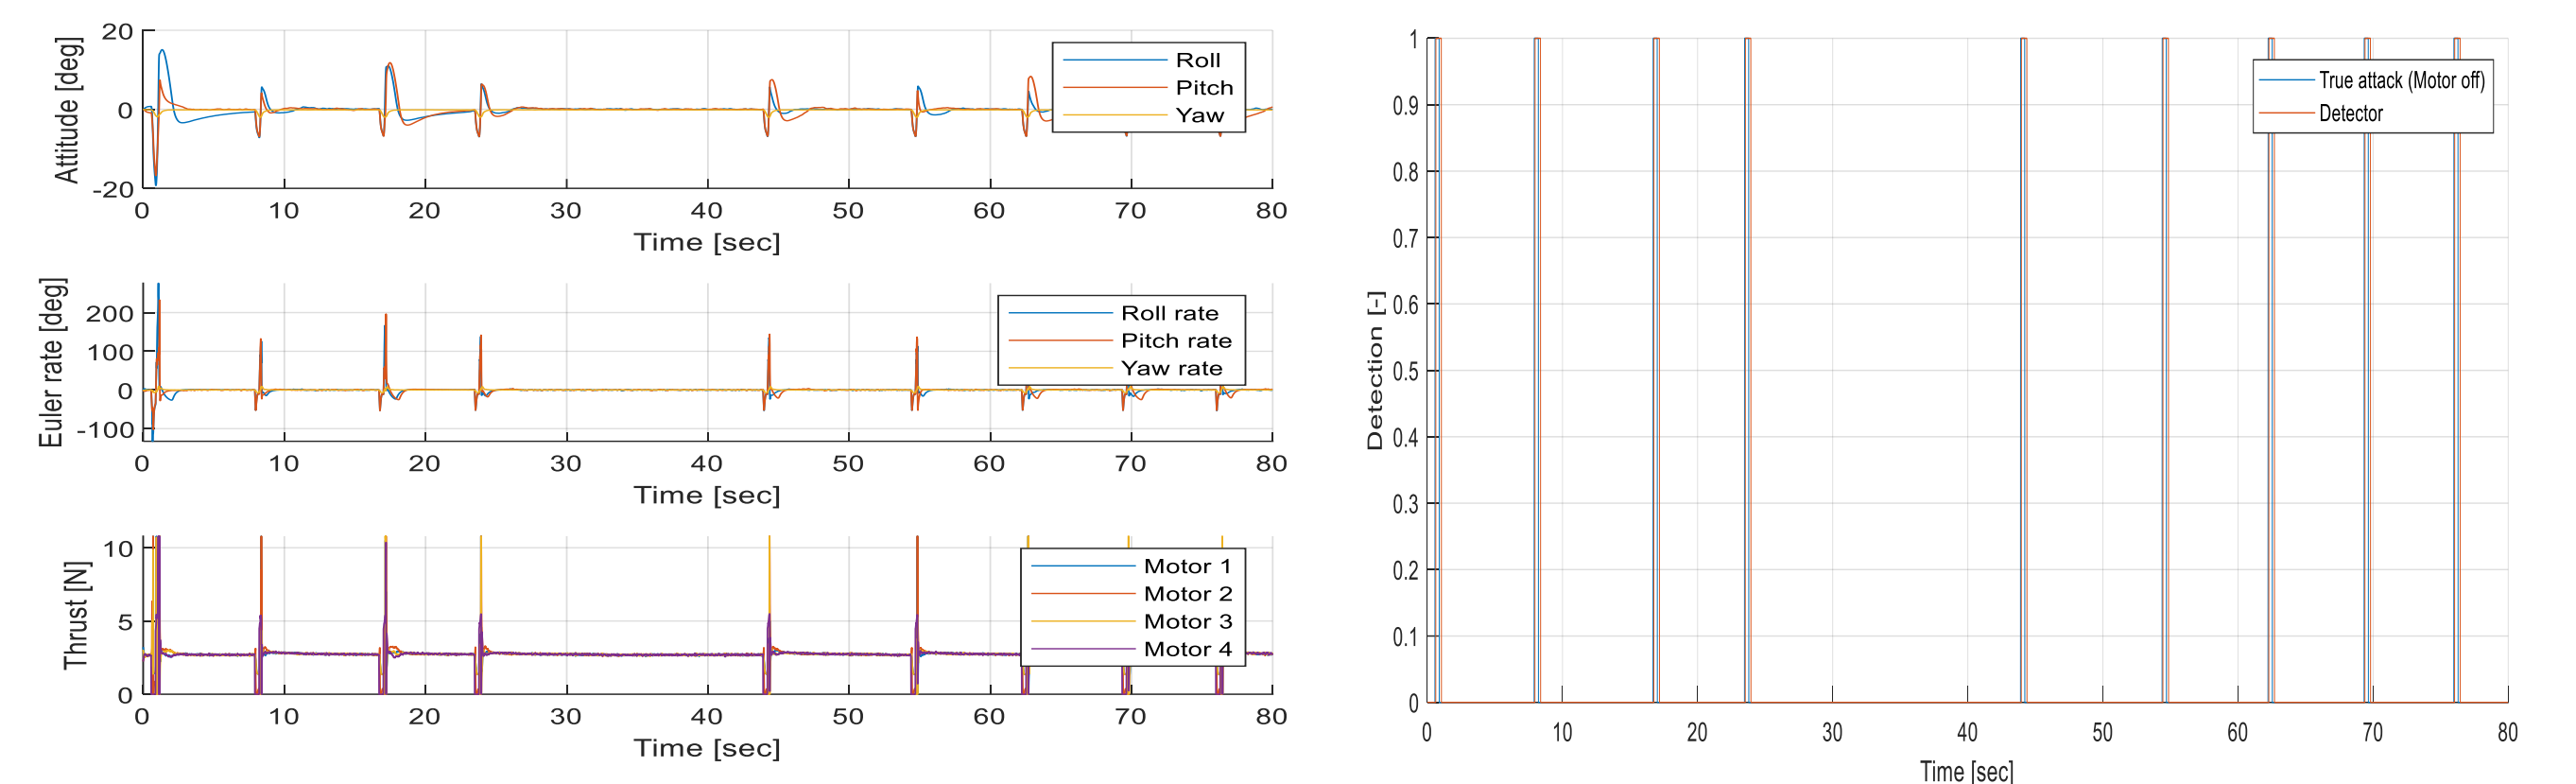 Attitude [deg]
20
0
-20
Roll
Pitch
Yaw
0 10 20 30 40 50 60 70 80
Time [sec]
Euler rate [deg]
200
100
0
-100
Roll rate
Pitch rate
Yaw rate
0 10 20 30 40 50 60 70 80
Time [sec]
Thrust [N]
10
5
0
Motor 1
Motor 2
Motor 3
Motor 4
0 10 20 30 40 50 60 70 80
Time [sec]
Detection [-]
1
0.9
0.8
0.7
0.6
0.5
0.4
0.3
0.2
0.1
0
True attack (Motor off)
Detector
0 10 20 30 40 50 60 70 80
Time [sec]